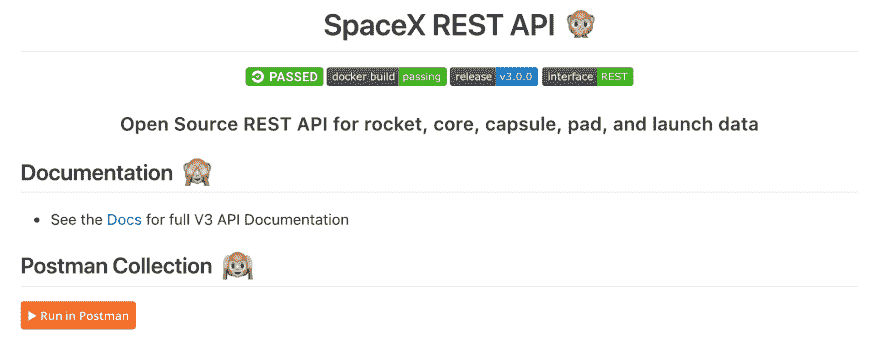 SpaceX REST API
PASSED docker build passing release v3.0.0 interface REST
Open Source REST API for rocket, core, capsule, pad, and launch data
Documentation
See the Docs for full V3 API Documentation
Postman Collection
Run in Postman